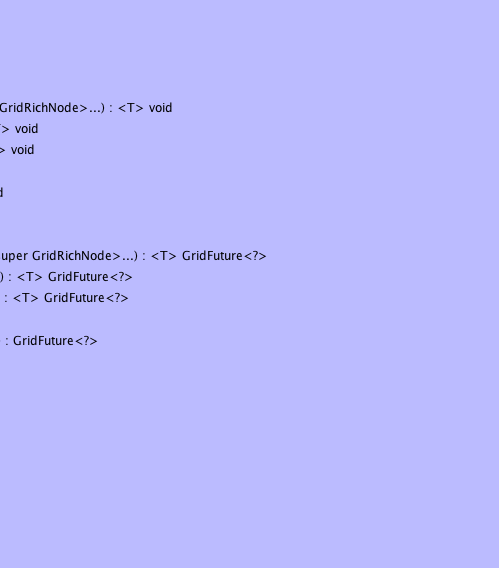 GridRichNode>...) : <T> void
> void
> void
d
uper GridRichNode>...) : <T> GridFuture<?>
) : <T> GridFuture<?>
: <T> GridFuture<?>
: GridFuture<?>